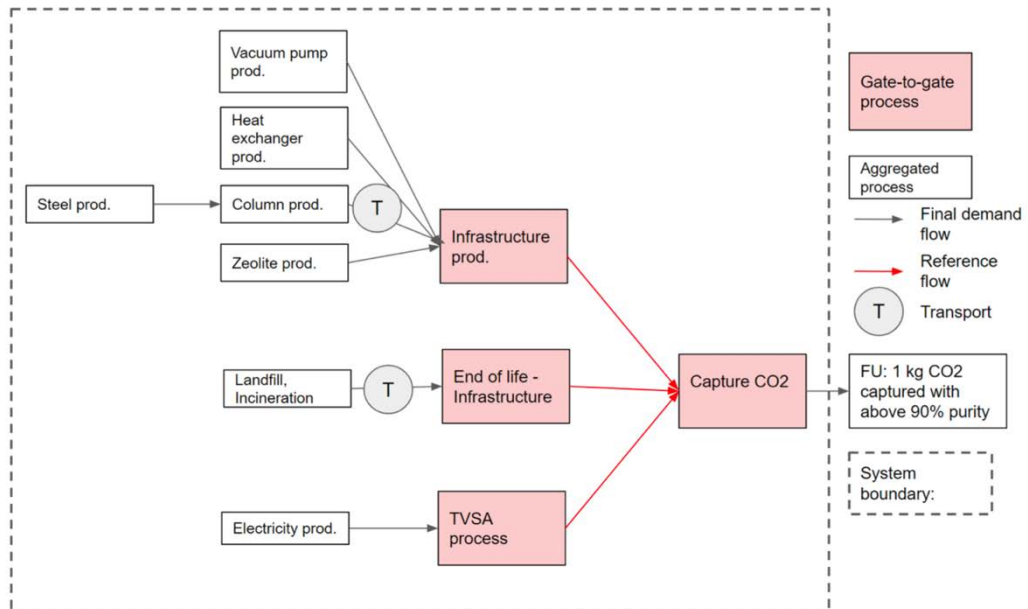 Vacuum pump
prod.
Heat
exchanger
prod.
Steel prod.
Column prod.
T
Zeolite prod.
Infrastructure
prod.
Landfill,
Incineration
T
End of life -
Infrastructure
Capture CO2
Electricity prod.
TVSA
process
Gate-to-gate
process
Aggregated
process
Final demand
flow
Reference
flow
T
Transport
FU: 1 kg CO2
captured with
above 90% purity
System
boundary: